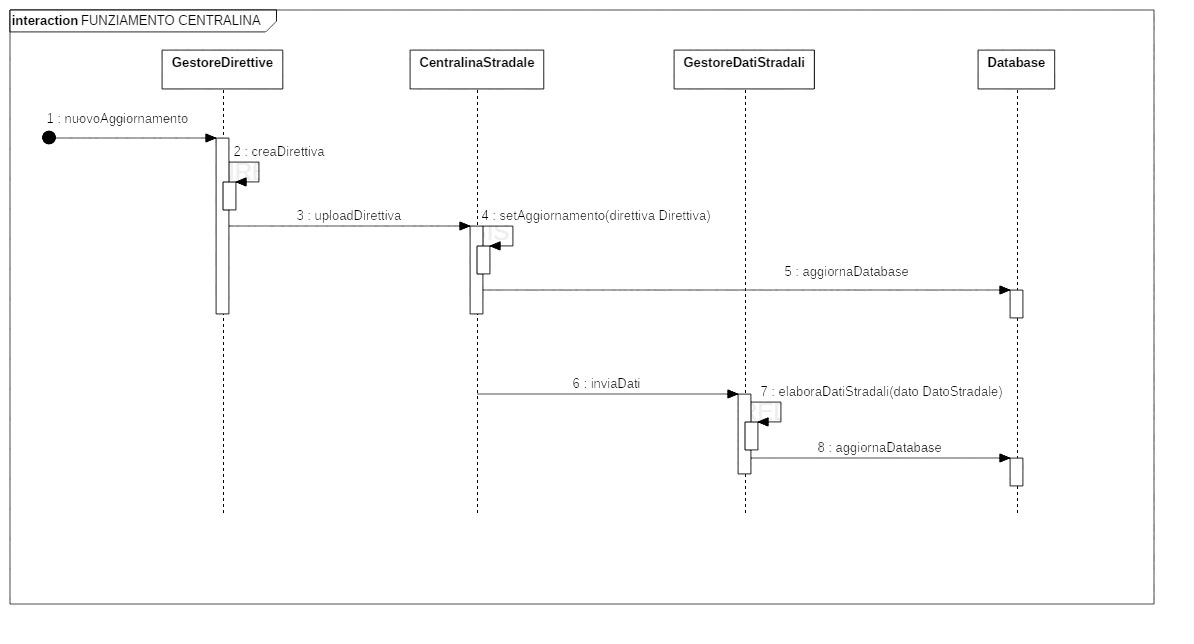 interaction FUNZIAMENTO CENTRALINA
GestoreDirettive
CentralinaStradale
GestoreDatiStradali
Database
1 : nuovoAggiornamento
2 : creaDirettiva
3 : uploadDirettiva
4 : setAggiornamento(direttiva Direttiva)
5 : aggiornaDatabase
6 : inviaDati
7 : elaboraDatiStradali(dato DatoStradale)
8 : aggiornaDatabase